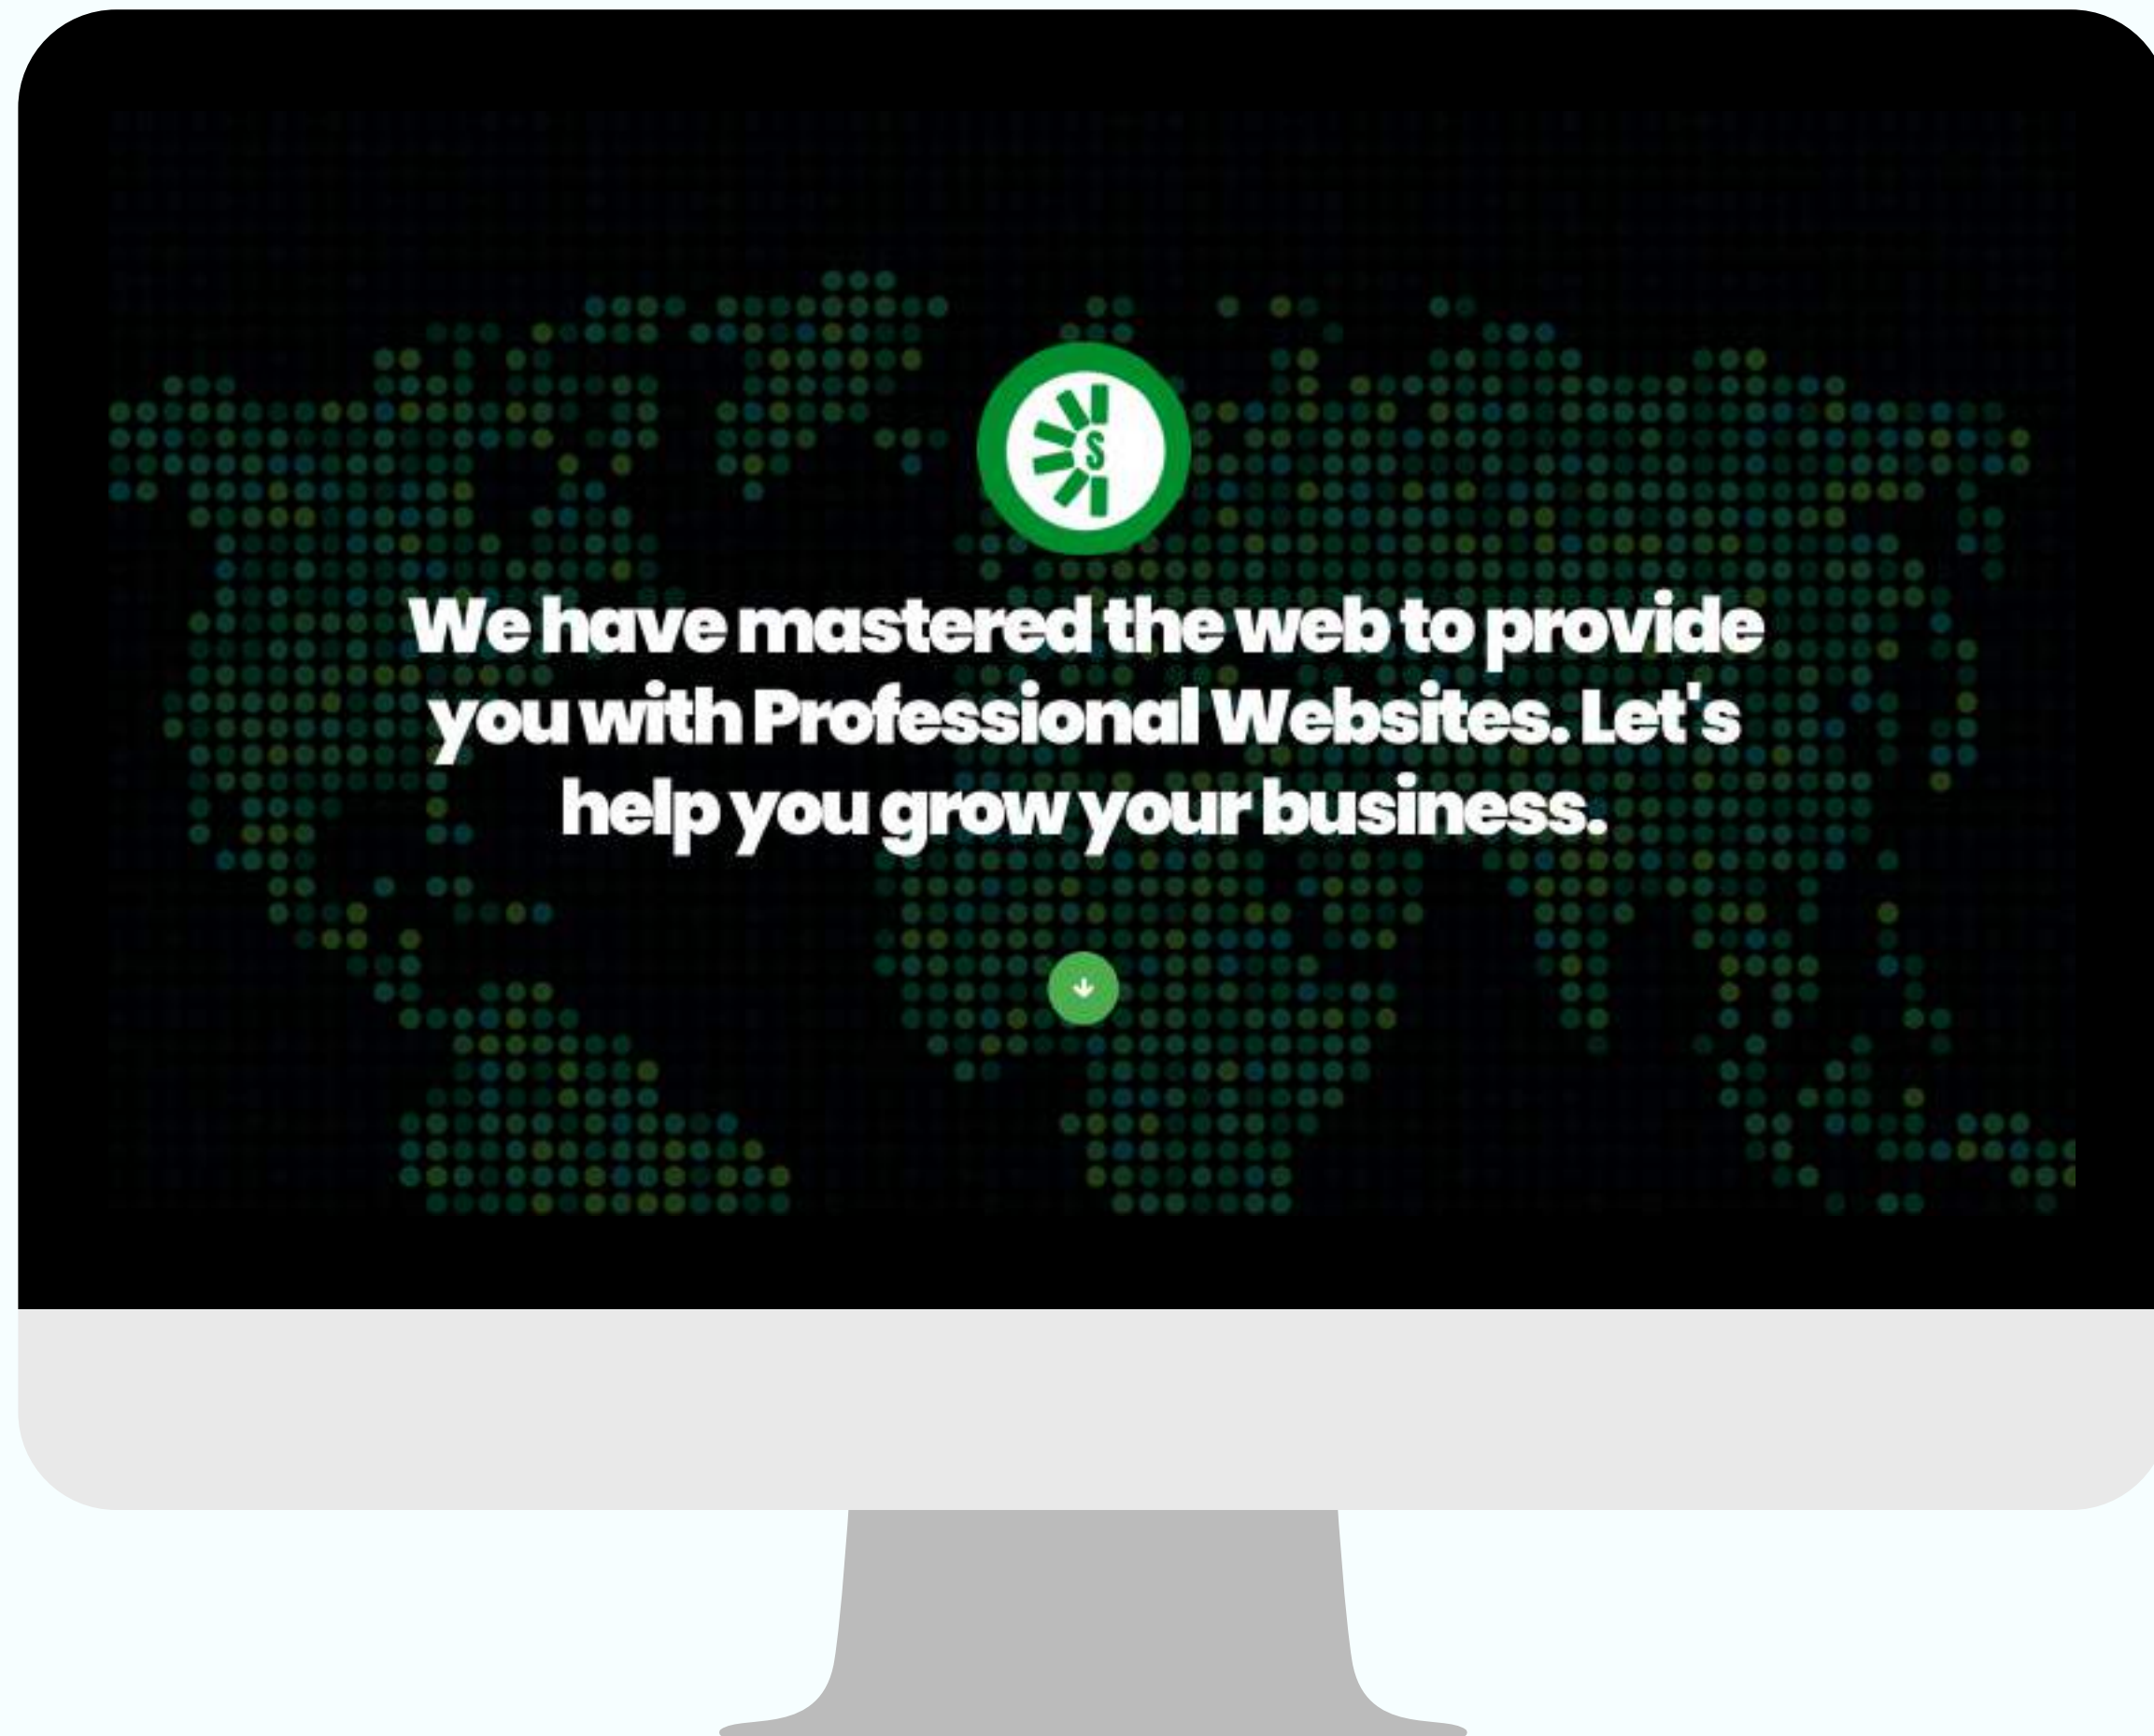 S
We have mastered the web to provide
you with Professional Websites. Let's
help you grow your business.